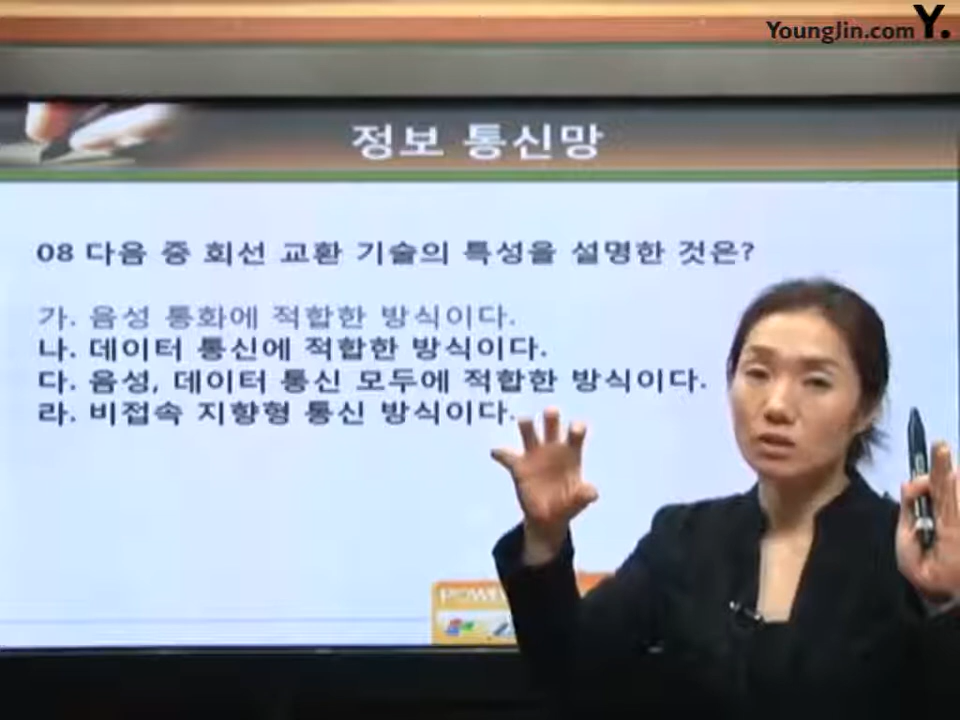 YoungJin.com Y.
정보 통신망
08 다음 중 회선 교환 기술의 특성을 설명한 것은?
가. 음성 통화에 적합한 방식이다.
나. 데이터 통신에 적합한 방식이다.
다. 음성, 데이터 통신 모두에 적합한 방식이다.
라. 비접속 지향형 통신 방식이다.